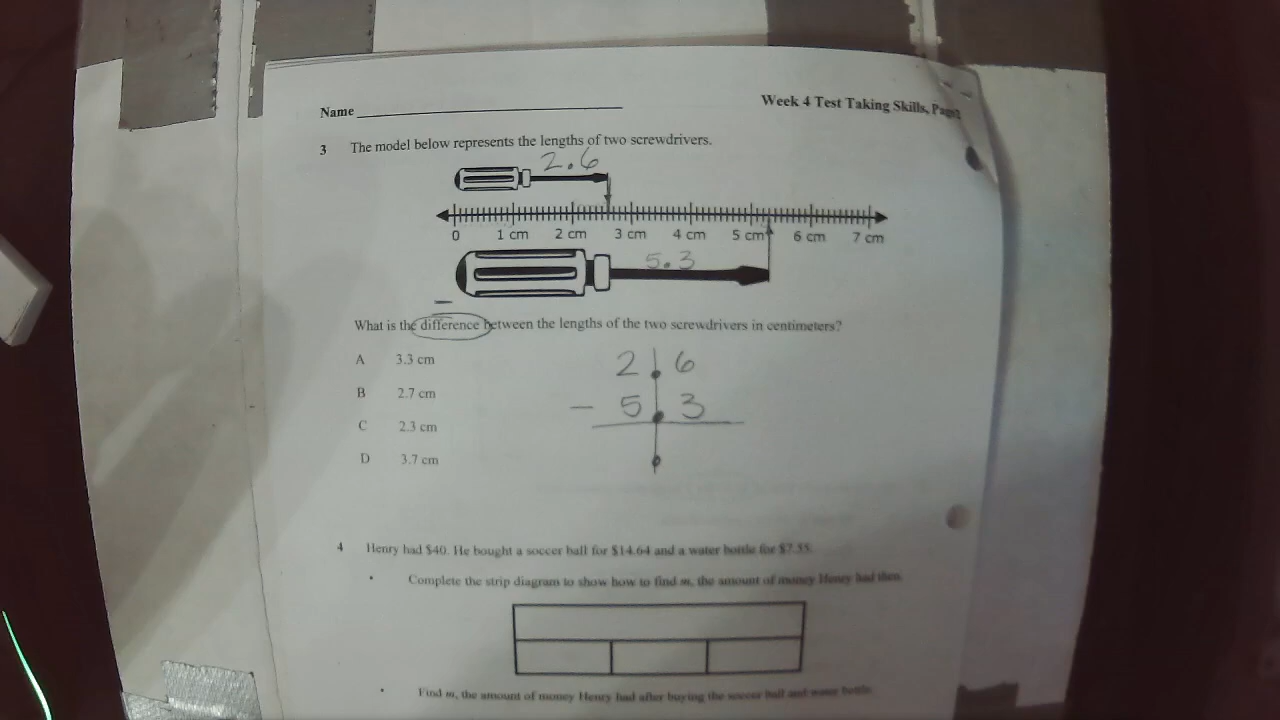 Name
Week 4 Test Taking Skills,
3 The model below represents the lengths of two screwdrivers.
2.6
0 1 cm 2 cm 3 cm 4 cm 5 cm 6 cm 7 cm
5.3
What is the difference between the lengths of the two screwdrivers in centimeters?
A 3.3 cm
B 2.7 cm
C 2.3 cm
D 3.7 cm
2.6
- 5.3
.
4 Henry had $40. He bought a soccer ball for $14.64 and a water bottle for $7.55.
• Complete the strip diagram to show how to find m, the amount of money Henry had then.
• Find m, the amount of money Henry had after buying the soccer ball and water bottle.